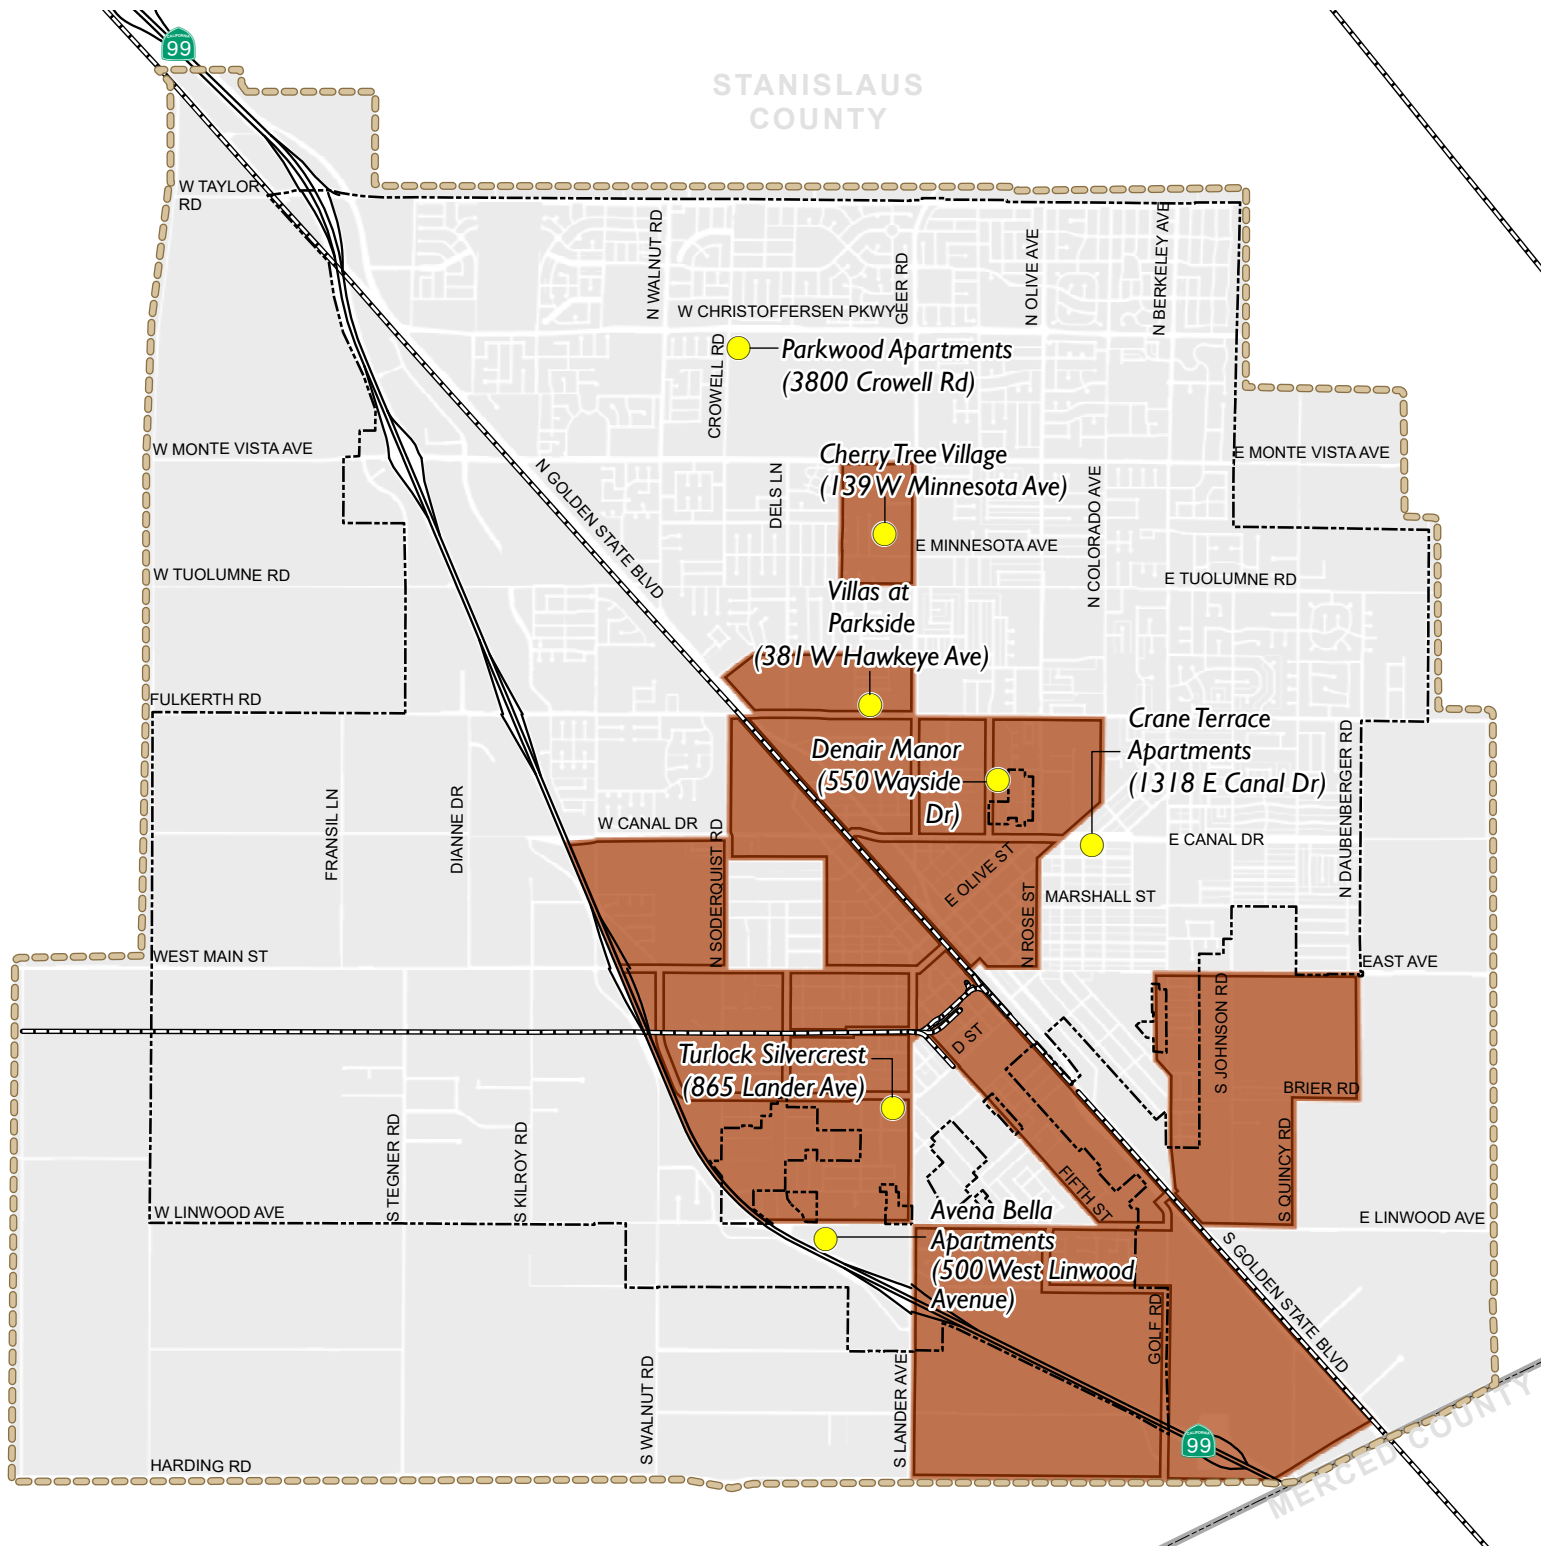 CALIFORNIA
99
STANISLAUS
COUNTY
W TAYLOR
RD
N WALNUT RD
GEER RD
N OLIVE AVE
N BERKELEY AVE
W CHRISTOFFERSEN PKWY
CROWELL RD
Parkwood Apartments
(3800 Crowell Rd)
W MONTE VISTA AVE
E MONTE VISTA AVE
N GOLDEN STATE BLVD
DELS LN
Cherry Tree Village
(139 W Minnesota Ave)
N COLORADO AVE
E MINNESOTA AVE
W TUOLUMNE RD
E TUOLUMNE RD
Villas at
Parkside
(381 W Hawkeye Ave)
FULKERTH RD
Denair Manor
(550 Wayside
Dr)
Crane Terrace
Apartments
(1318 E Canal Dr)
N DAUBENBERGER RD
FRANSIL LN
DIANNE DR
W CANAL DR
E CANAL DR
N SODERQUIST RD
E OLIVE ST
N ROSE ST
MARSHALL ST
WEST MAIN ST
EAST AVE
D ST
S JOHNSON RD
Turlock Silvercrest
(865 Lander Ave)
BRIER RD
S STEGNER RD
S KILROY RD
FIFTH ST
S QUINCY RD
W LINWOOD AVE
E LINWOOD AVE
Avena Bella
Apartments
(500 West Linwood
Avenue)
S GOLDEN STATE BLVD
GOLF RD
S WALNUT RD
S LANDER AVE
CALIFORNIA
99
HARDING RD
MERCED COUNTY